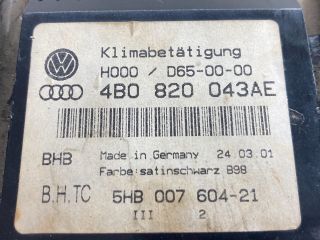 Klimabetätigung
H000 / D65-00-00
4B0 820 043AE
BHB Made in Germany 24.03.01
Farbe:satinschwarz B98
B.H.TC 5HB 007 604-21
III 2